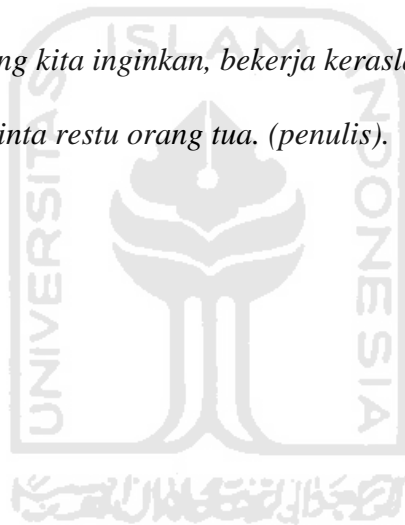 ng kita inginkan, bekerja kerasl
inta restu orang tua. (penulis).
ISLAM
UNIVERSITAS
INDONESIA